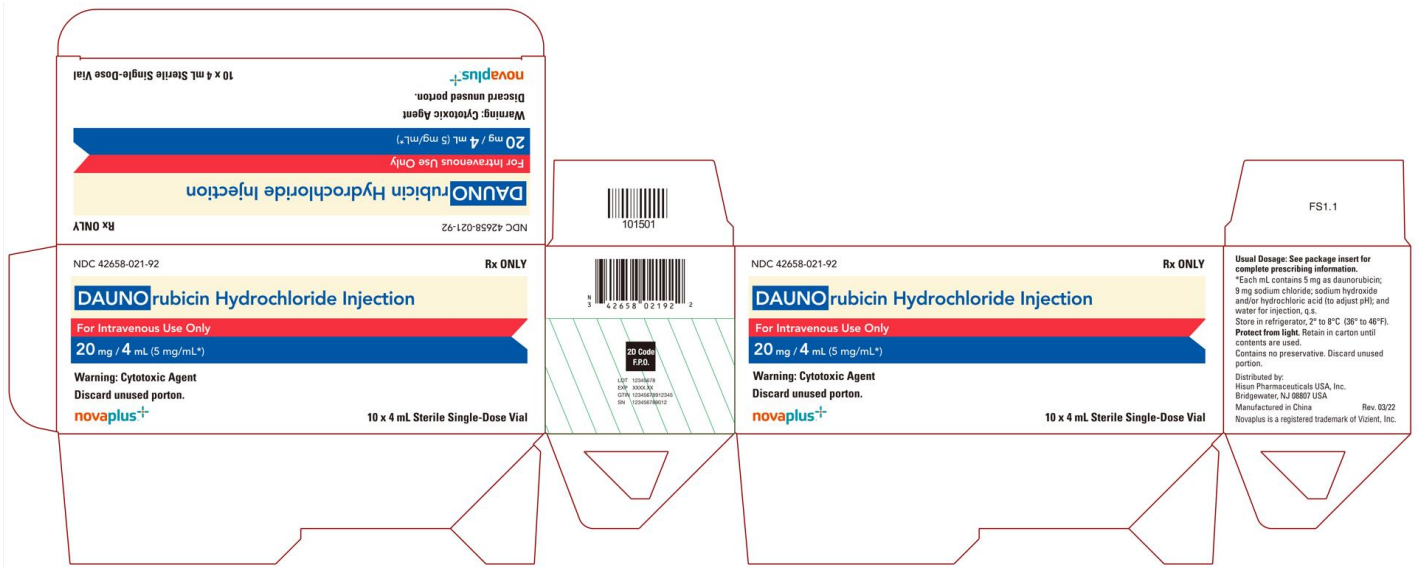 10 x 4 mL Sterile Single-Dose Vial
novaplus
Discard unused porton.
Warning: Cytotoxic Agent
20 mg / 4 mL (5 mg/mL*)
For Intravenous Use Only
DAUNOrubicin Hydrochloride Injection
Rx ONLY
NDC 42658-021-92
NDC 42658-021-92
Rx ONLY
DAUNOrubicin Hydrochloride Injection
For Intravenous Use Only
20 mg / 4 mL (5 mg/mL*)
Warning: Cytotoxic Agent
Discard unused porton.
novaplus
10 x 4 mL Sterile Single-Dose Vial
101501
N
3 42658 02192 2
2D Code
F.P.O.
LOT 12345678
EXP XXXX.XX
GTIN 12345678912345
SN 123456789012
NDC 42658-021-92
Rx ONLY
DAUNOrubicin Hydrochloride Injection
For Intravenous Use Only
20 mg / 4 mL (5 mg/mL*)
Warning: Cytotoxic Agent
Discard unused porton.
novaplus
10 x 4 mL Sterile Single-Dose Vial
FS1.1
Usual Dosage: See package insert for
complete prescribing information.
*Each mL contains 5 mg as daunorubicin;
9 mg sodium chloride; sodium hydroxide
and/or hydrochloric acid (to adjust pH); and
water for injection, q.s.
Store in refrigerator, 2° to 8°C (36° to 46°F).
Protect from light. Retain in carton until
contents are used.
Contains no preservative. Discard unused
portion.
Distributed by:
Hisun Pharmaceuticals USA, Inc.
Bridgewater, NJ 08807 USA
Manufactured in China
Rev. 03/22
Novaplus is a registered trademark of Vizient, Inc.